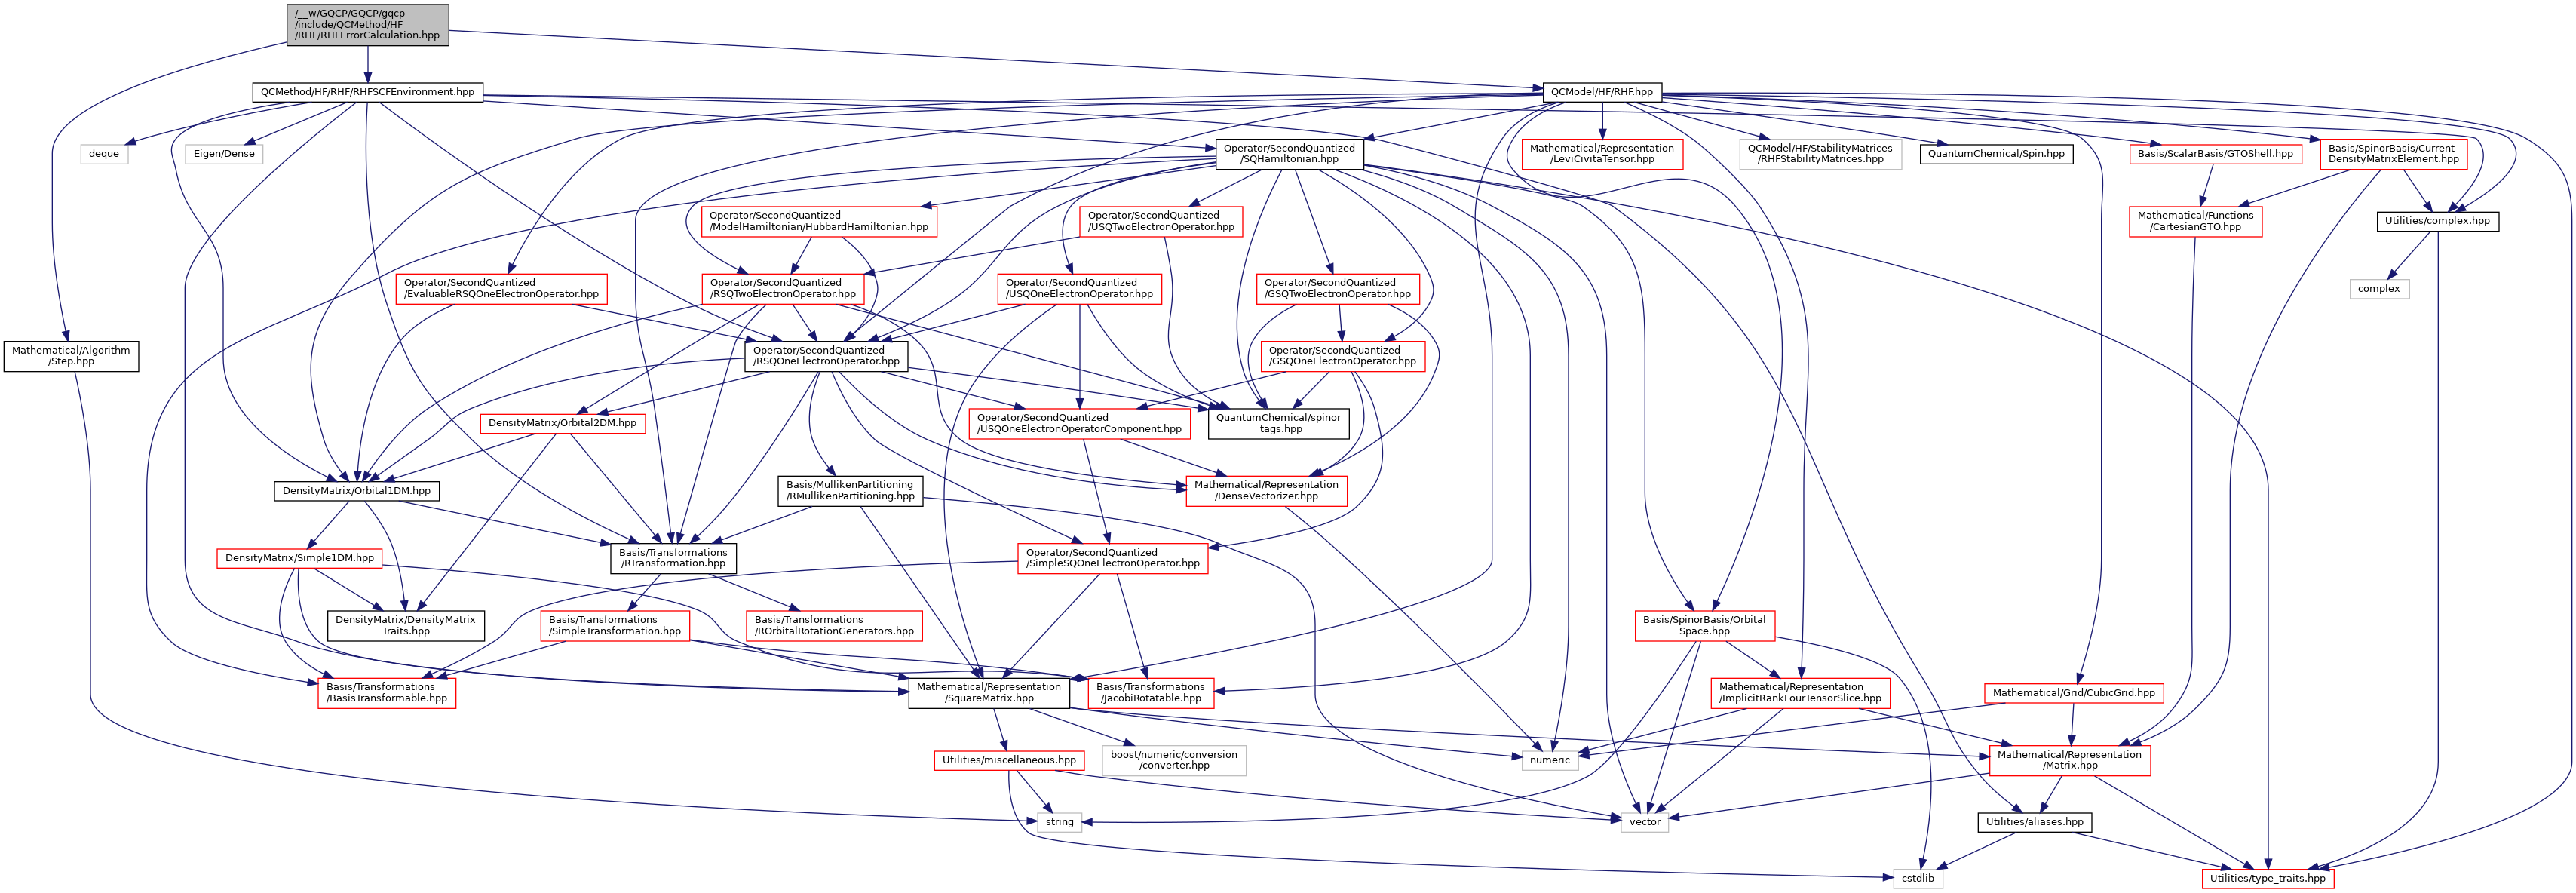 /__w/GQCP/GQCP/gqcp
/include/QCMethod/HF
/RHF/RHFErrorCalculation.hpp
QCMethod/HF/RHF/RHFSCFEnvironment.hpp
QCModel/HF/RHF.hpp
deque
Eigen/Dense
Operator/SecondQuantized
/SQHamiltonian.hpp
Mathematical/Representation
/LeviCivitaTensor.hpp
QCModel/HF/StabilityMatrices
/RHFStabilityMatrices.hpp
QuantumChemical/Spin.hpp
Basis/ScalarBasis/GTOShell.hpp
Basis/SpinorBasis/Current
DensityMatrixElement.hpp
Operator/SecondQuantized
/ModelHamiltonian/HubbardHamiltonian.hpp
Operator/SecondQuantized
/USQTwoElectronOperator.hpp
Mathematical/Functions
/CartesianGTO.hpp
Utilities/complex.hpp
Operator/SecondQuantized
/EvaluableRSQOneElectronOperator.hpp
Operator/SecondQuantized
/RSQTwoElectronOperator.hpp
Operator/SecondQuantized
/USQOneElectronOperator.hpp
Operator/SecondQuantized
/GSQTwoElectronOperator.hpp
complex
Mathematical/Algorithm
/Step.hpp
Operator/SecondQuantized
/RSQOneElectronOperator.hpp
Operator/SecondQuantized
/GSQOneElectronOperator.hpp
DensityMatrix/Orbital2DM.hpp
Operator/SecondQuantized
/USQOneElectronOperatorComponent.hpp
QuantumChemical/spinor
_tags.hpp
DensityMatrix/Orbital1DM.hpp
Basis/MullikenPartitioning
/RMullikenPartitioning.hpp
Mathematical/Representation
/DenseVectorizer.hpp
DensityMatrix/Simple1DM.hpp
Basis/Transformations
/RTransformation.hpp
Operator/SecondQuantized
/SimpleSQOneElectronOperator.hpp
DensityMatrix/DensityMatrix
Traits.hpp
Basis/Transformations
/SimpleTransformation.hpp
Basis/Transformations
/ROrbitalRotationGenerators.hpp
Basis/SpinorBasis/Orbital
Space.hpp
Basis/Transformations
/BasisTransformable.hpp
Mathematical/Representation
/SquareMatrix.hpp
Basis/Transformations
/JacobiRotatable.hpp
Mathematical/Representation
/ImplicitRankFourTensorSlice.hpp
Mathematical/Grid/CubicGrid.hpp
Utilities/miscellaneous.hpp
boost/numeric/conversion
/converter.hpp
numeric
Mathematical/Representation
/Matrix.hpp
string
vector
Utilities/aliases.hpp
cstdlib
Utilities/type_traits.hpp